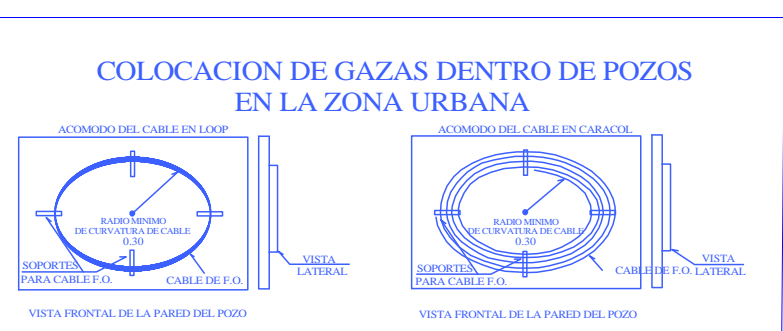 COLOCACION DE GAZAS DENTRO DE POZOS
EN LA ZONA URBANA
ACOMODO DEL CABLE EN LOOP
RADIO MINIMO
DE CURVATURA DE CABLE
0.30
SOPORTES
PARA CABLE F.O.
CABLE DE F.O.
VISTA
LATERAL
VISTA FRONTAL DE LA PARED DEL POZO
ACOMODO DEL CABLE EN CARACOL
RADIO MINIMO
DE CURVATURA DE CABLE
0.30
SOPORTES
PARA CABLE F.O.
CABLE DE F.O.
VISTA
LATERAL
VISTA FRONTAL DE LA PARED DEL POZO